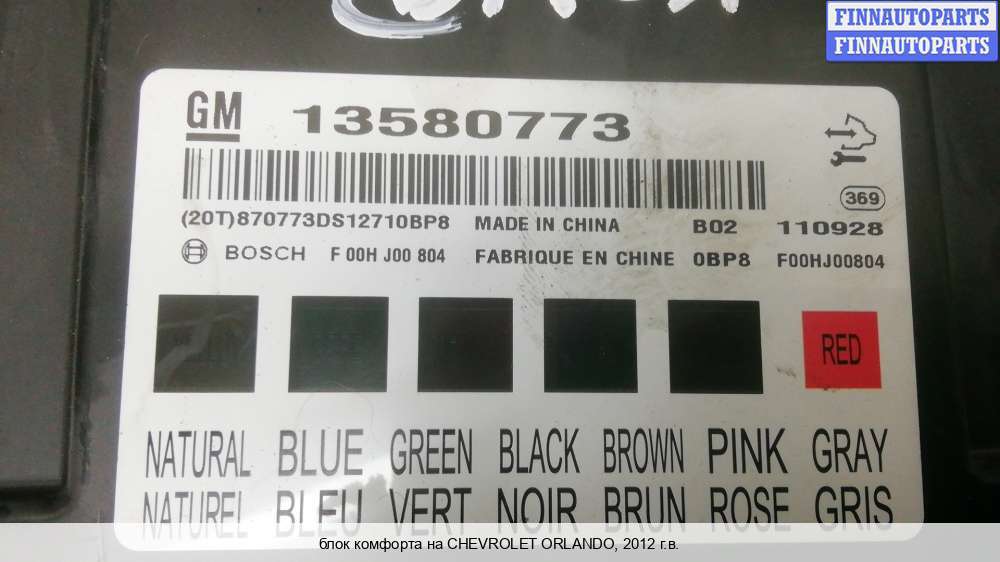 FINNAUTOPARTS
FINNAUTOPARTS
GM 13580773
369
(20T)870773DS12710BP8 MADE IN CHINA B02 110928
BOSCH F 00H J00 804 FABRIQUE EN CHINE 0BP8 F00HJ00804
RED
NATURAL BLUE GREEN BLACK BROWN PINK GRAY
NATUREL BLEU VERT NOIR BRUN ROSE GRIS
блок комфорта на CHEVROLET ORLANDO, 2012 г.в.